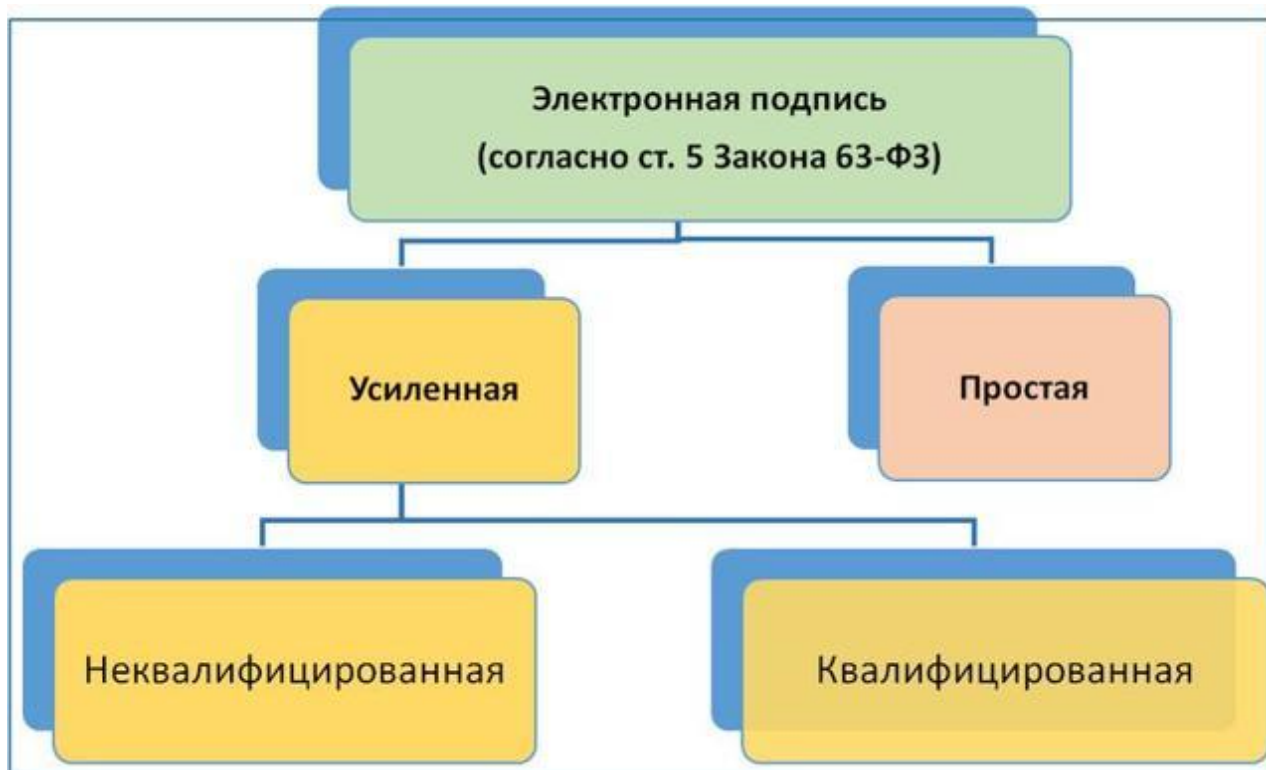 Электронная подпись
(согласно ст. 5 Закона 63-ФЗ)
Усиленная
Простая
Неквалифицированная
Квалифицированная